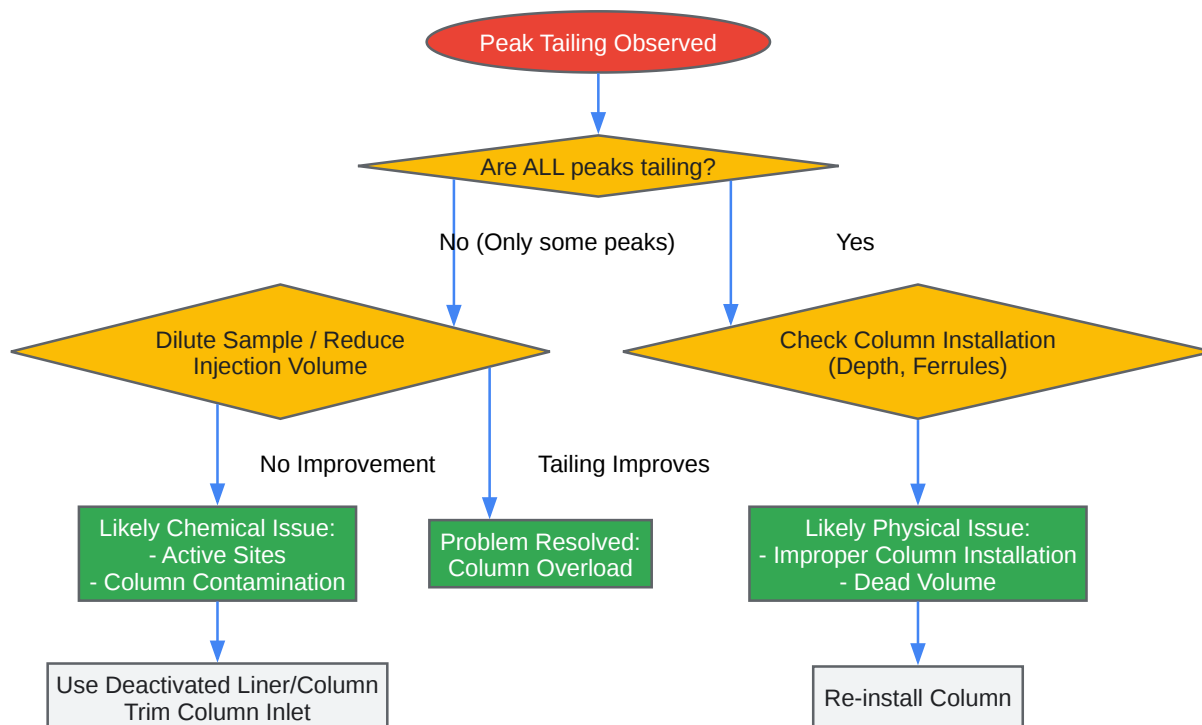 Peak Tailing Observed
Are ALL peaks tailing?
No (Only some peaks)
Yes
Dilute Sample / Reduce
Injection Volume
Check Column Installation
(Depth, Ferrules)
No Improvement
Tailing Improves
Likely Chemical Issue:
- Active Sites
- Column Contamination
Problem Resolved:
Column Overload
Likely Physical Issue:
- Improper Column Installation
- Dead Volume
Use Deactivated Liner/Column
Trim Column Inlet
Re-install Column